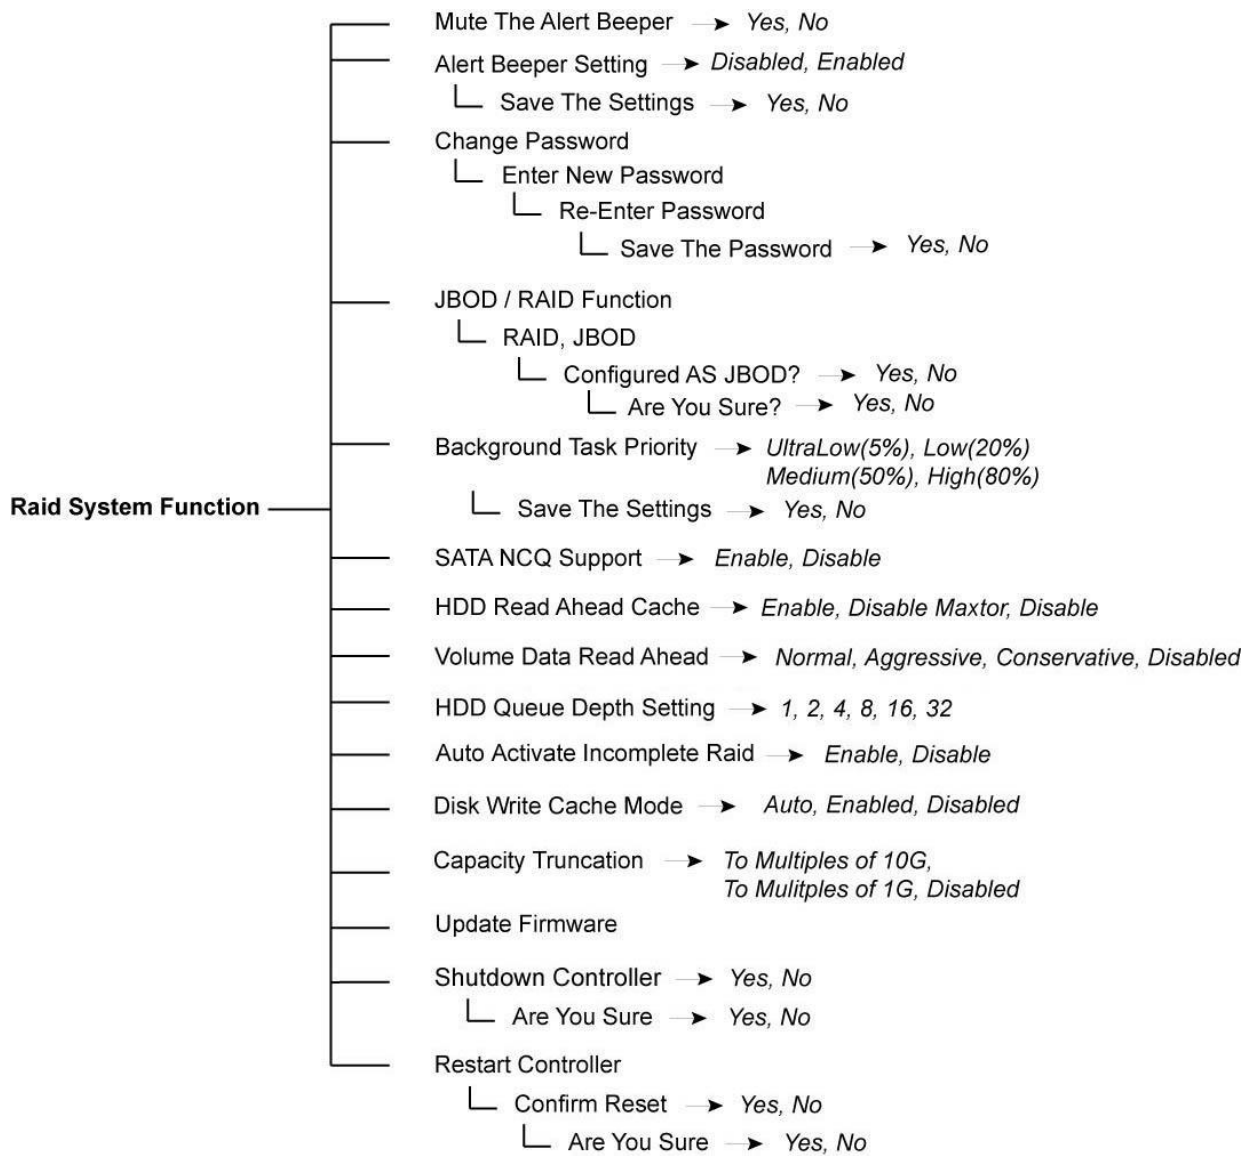 Mute The Alert Beeper Yes, No
Alert Beeper Setting Disabled, Enabled
Save The Settings Yes, No
Change Password
Enter New Password
Re-Enter Password
Save The Password Yes, No
JBOD / RAID Function
RAID, JBOD
Configured AS JBOD? Yes, No
Are You Sure? Yes, No
Background Task Priority UltraLow(5%), Low(20%)
Medium(50%), High(80%)
Raid System Function
Save The Settings Yes, No
SATA NCQ Support Enable, Disable
HDD Read Ahead Cache Enable, Disable Maxtor, Disable
Volume Data Read Ahead Normal, Aggressive, Conservative, Disabled
HDD Queue Depth Setting 1, 2, 4, 8, 16, 32
Auto Activate Incomplete Raid Enable, Disable
Disk Write Cache Mode Auto, Enabled, Disabled
Capacity Truncation To Multiples of 10G,
To Mulitples of 1G, Disabled
Update Firmware
Shutdown Controller Yes, No
Are You Sure Yes, No
Restart Controller
Confirm Reset Yes, No
Are You Sure Yes, No